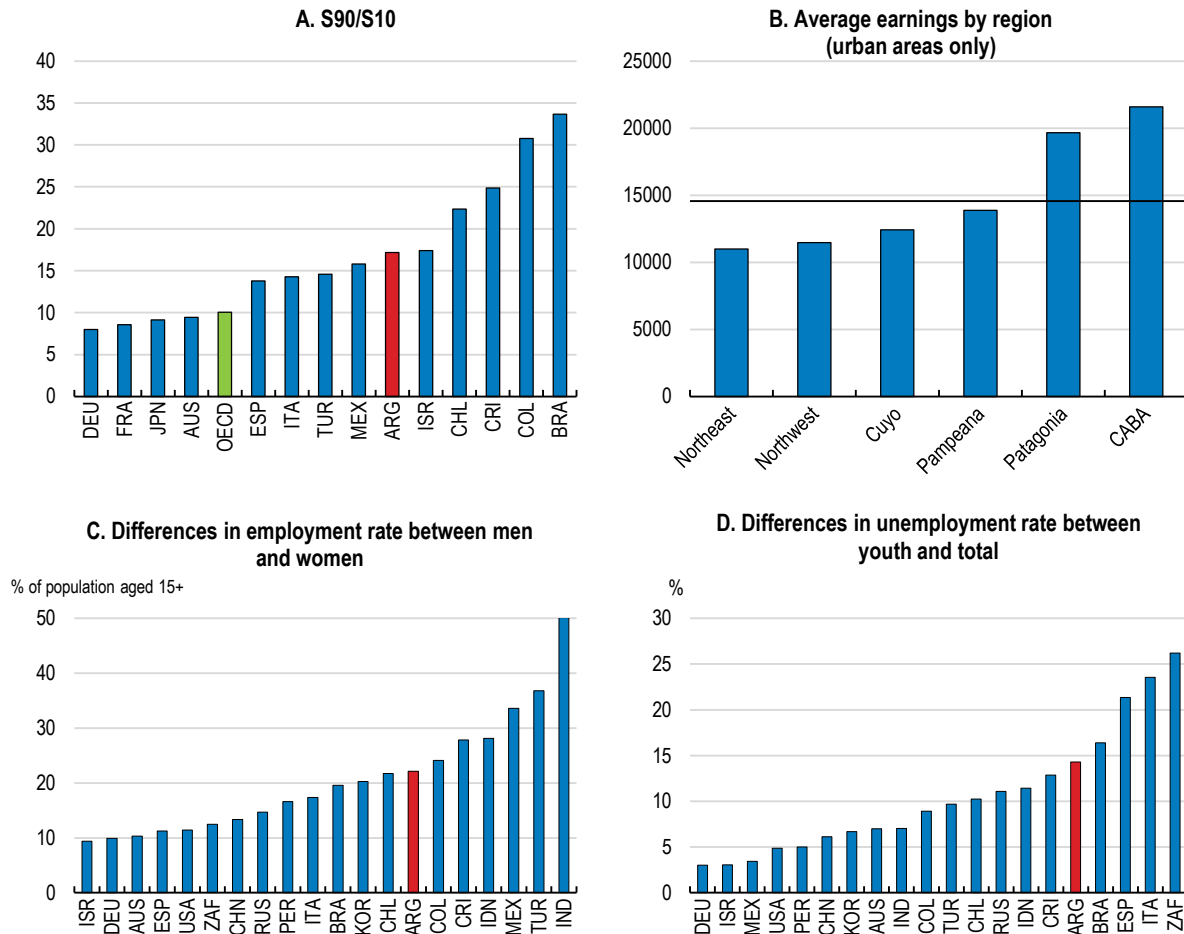 A. S90/S10
40
35
30
25
20
15
10
5
0
DEU FRA JPN AUS OECD ESP ITA TUR MEX ARG ISR CHL CRI COL BRA
B. Average earnings by region
(urban areas only)
25000
20000
15000
10000
5000
0
Northeast Northwest Cuyo Pampeana Patagonia CABA
C. Differences in employment rate between men
and women
% of population aged 15+
50
40
30
20
10
0
ISR DEU AUS ESP USA ZAF CHN RUS PER ITA BRA KOR CHL ARG COL CRI IDN MEX TUR IND
D. Differences in unemployment rate between
youth and total
%
30
25
20
15
10
5
0
DEU ISR MEX USA PER CHN KOR AUS IND COL TUR CHL RUS IDN CRI ARG BRA ESP ITA ZAF